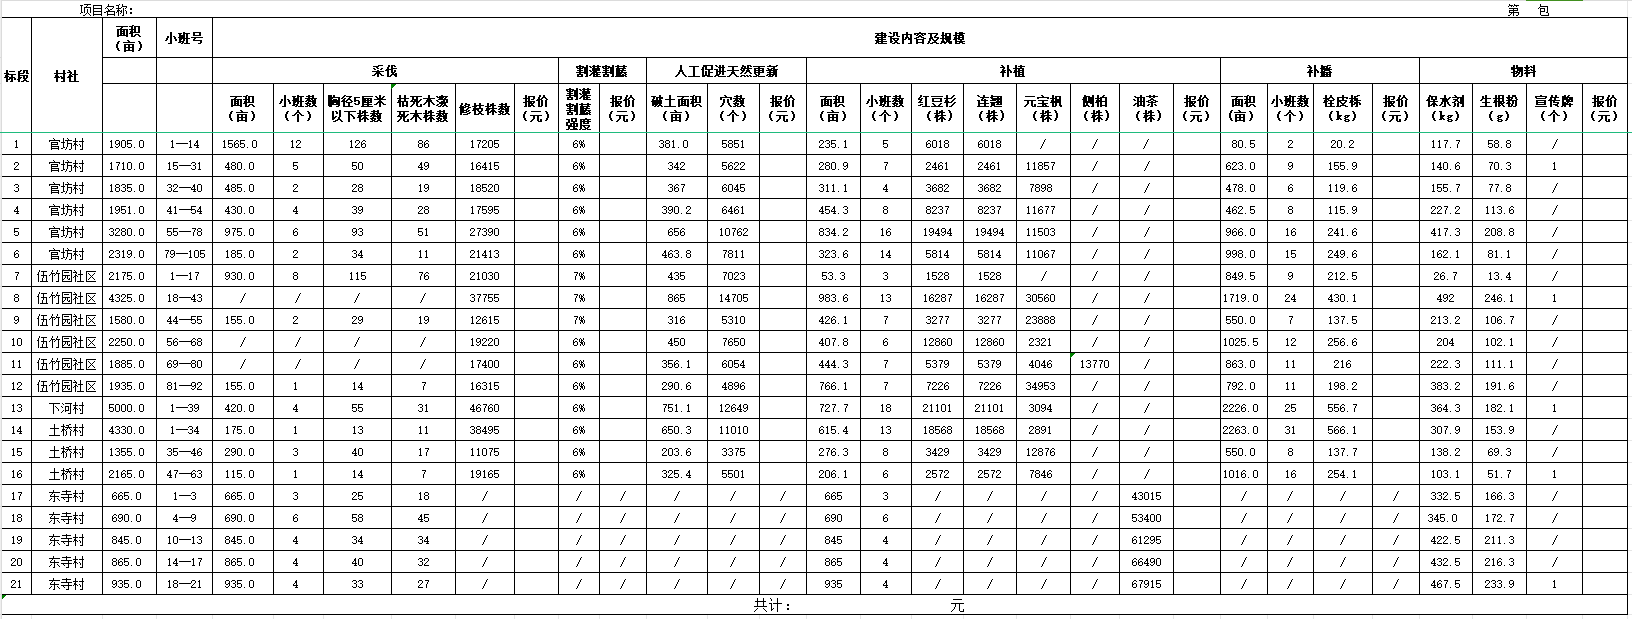 项目名称： 第 包
标段 村社 面积（亩） 小班号 建设内容及规模
采伐 割灌割藤 人工促进天然更新 补植 补播 物料
面积（亩） 小班数（个） 胸径5厘米以下株数 枯死木濒死木株数 修枝株数 报价（元） 割灌割藤强度 报价（元） 破土面积（亩） 穴数（个） 报价（元） 面积（亩） 小班数（个） 红豆杉（株） 连翘（株） 元宝枫（株） 侧柏（株） 油茶（株） 报价（元） 面积（亩） 小班数（个） 栓皮栎（kg） 报价（元） 保水剂（kg） 生根粉（g） 宣传牌（个） 报价（元）
1 官坊村 1905.0 1—14 1565.0 12 126 86 17205 6% 381.0 5851 235.1 5 6018 6018 / / / 80.5 2 20.2 117.7 58.8 /
2 官坊村 1710.0 15—31 480.0 5 50 49 16415 6% 342 5622 280.9 7 2461 2461 11857 / / 623.0 9 155.9 140.6 70.3 1
3 官坊村 1835.0 32—40 485.0 2 28 19 18520 6% 367 6045 311.1 4 3682 3682 7898 / / 478.0 6 119.6 155.7 77.8 /
4 官坊村 1951.0 41—54 430.0 4 39 28 17595 6% 390.2 6461 454.3 8 8237 8237 11677 / / 462.5 8 115.9 227.2 113.6 /
5 官坊村 3280.0 55—78 975.0 6 93 51 27390 6% 656 10762 834.2 16 19494 19494 11503 / / 966.0 16 241.6 417.3 208.8 /
6 官坊村 2319.0 79—105 185.0 2 34 11 21413 6% 463.8 7811 323.6 14 5814 5814 11067 / / 998.0 15 249.6 162.1 81.1 /
7 伍竹园社区 2175.0 1—17 930.0 8 115 76 21030 7% 435 7023 53.3 3 1528 1528 / / / 849.5 9 212.5 26.7 13.4 /
8 伍竹园社区 4325.0 18—43 / / / / 37755 7% 865 14705 983.6 13 16287 16287 30560 / / 1719.0 24 430.1 492 246.1 1
9 伍竹园社区 1580.0 44—55 155.0 2 29 19 12615 7% 316 5310 426.1 7 3277 3277 23888 / / 550.0 7 137.5 213.2 106.7 /
10 伍竹园社区 2250.0 56—68 / / / / 19220 6% 450 7650 407.8 6 12860 12860 2321 / / 1025.5 12 256.6 204 102.1 /
11 伍竹园社区 1885.0 69—80 / / / / 17400 6% 356.1 6054 444.3 7 5379 5379 4046 13770 / 863.0 11 216 222.3 111.1 /
12 伍竹园社区 1935.0 81—92 155.0 1 14 7 16315 6% 290.6 4896 766.1 7 7226 7226 34953 / / 792.0 11 198.2 383.2 191.6 /
13 下河村 5000.0 1—39 420.0 4 55 31 46760 6% 751.1 12649 727.7 18 21101 21101 3094 / / 2226.0 25 556.7 364.3 182.1 1
14 土桥村 4330.0 1—34 175.0 1 13 11 38495 6% 650.3 11010 615.4 13 18568 18568 2891 / / 2263.0 31 566.1 307.9 153.9 /
15 土桥村 1355.0 35—46 290.0 3 40 17 11075 6% 203.6 3375 276.3 8 3429 3429 12876 / / 550.0 8 137.7 138.2 69.3 /
16 土桥村 2165.0 47—63 115.0 1 14 7 19165 6% 325.4 5501 206.1 6 2572 2572 7846 / / 1016.0 16 254.1 103.1 51.7 1
17 东寺村 665.0 1—3 665.0 3 25 18 / / / / / / 665 3 / / / / 43015 / / / / 332.5 166.3 /
18 东寺村 690.0 4—9 690.0 6 58 45 / / / / / / 690 6 / / / / 53400 / / / / 345.0 172.7 /
19 东寺村 845.0 10—13 845.0 4 34 34 / / / / / / 845 4 / / / / 61295 / / / / 422.5 211.3 /
20 东寺村 865.0 14—17 865.0 4 40 32 / / / / / / 865 4 / / / / 66490 / / / / 432.5 216.3 /
21 东寺村 935.0 18—21 935.0 4 33 27 / / / / / / 935 4 / / / / 67915 / / / / 467.5 233.9 1
共计： 元